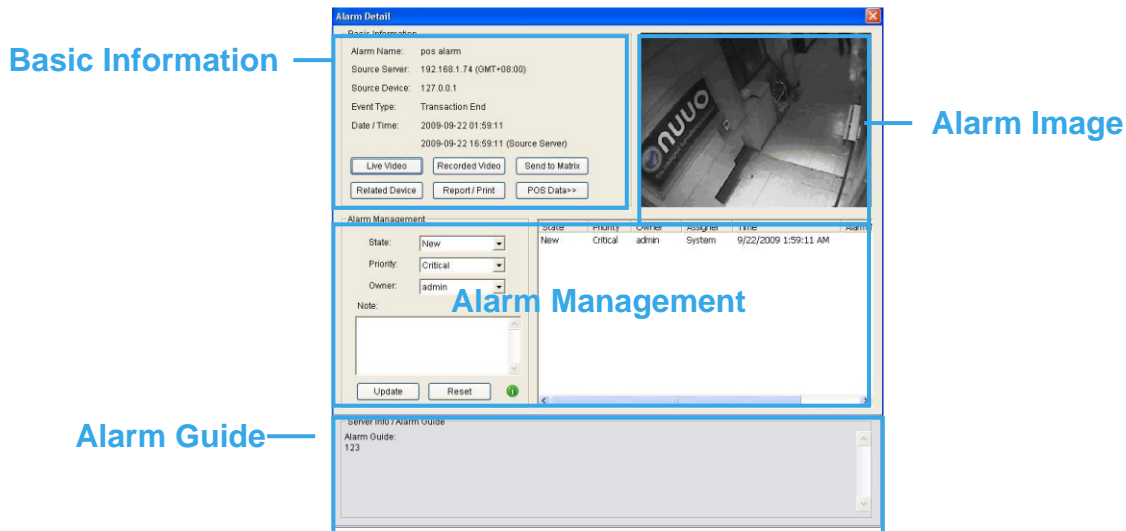 Alarm Detail
Basic Information
Basic Information
Alarm Name: pos alarm
Source Server: 192.168.1.74 (GMT+08:00)
Source Device: 127.0.0.1
Event Type: Transaction End
Date / Time: 2009-09-22 01:59:11
2009-09-22 16:59:11 (Source Server)
Live Video Recorded Video Send to Matrix
Related Device Report / Print POS Data>>
nuuo
Alarm Image
Alarm Management
State: New
Priority: Critical
Owner: admin
Note:
Update Reset
State Priority Owner Assigner Time
New Critical admin System 9/22/2009 1:59:11 AM
Alarm Management
Alarm Guide
Server Info / Alarm Guide
Alarm Guide:
123